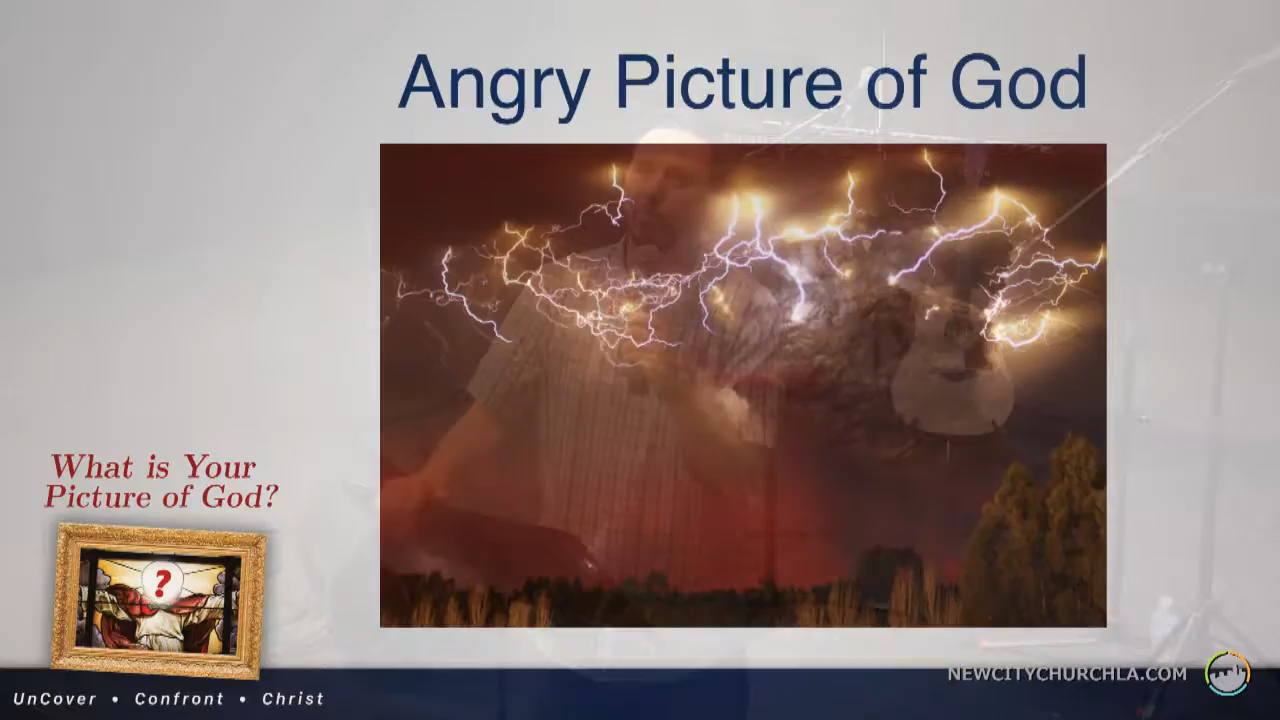 Angry Picture of God
What is Your
Picture of God?
?
NEWCITYCHURCHLA.COM
UnCover • Confront • Christ